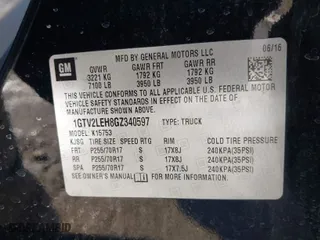 GM
MFD BY GENERAL MOTORS LLC
06/16
GVWR GAWR FRT GAWR RR
3221 KG 1792 KG 1792 KG
7100 LB 3950 LB 3950 LB
THIS VEHICLE CONFORMS TO ALL APPLICABLE U.S. FEDERAL MOTOR
VEHICLE SAFETY STANDARDS IN EFFECT ON THE DATE OF
MANUFACTURE SHOWN ABOVE.
1GTV2LEH8GZ340597 TYPE: TRUCK
K15753
TIRE SIZE SPEED RTG RIM COLD TIRE PRESSURE
FRT P255/70R17 S 17X8J 240KPA(35PSI)
RR P255/70R17 S 17X8J 240KPA(35PSI)
SPA P255/70R17 S 17X7.5J 240KPA(35PSI)
SEE OWNER'S MANUAL FOR ADDITIONAL INFORMATION.